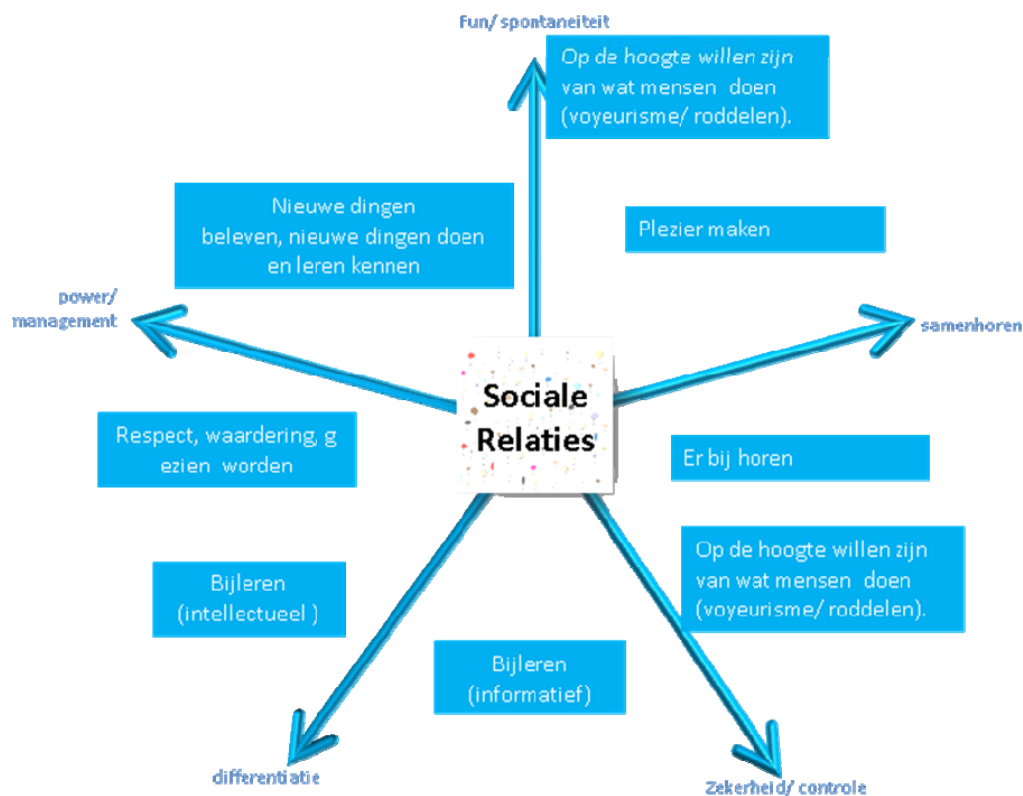 Fun/ spontaneiteit
Op de hoogte willen zijn
van wat mensen doen
(voyeurisme/ roddelen).
Nieuwe dingen
beleven, nieuwe dingen doen
en leren kennen
Plezier maken
power/
management
samenhoren
Sociale
Relaties
Respect, waardering, g
ezien worden
Er bij horen
Op de hoogte willen zijn
van wat mensen doen
(voyeurisme/ roddelen).
Bijleren
(intellectueel )
Bijleren
(informatief)
differentiatie
Zekerheid/ controle